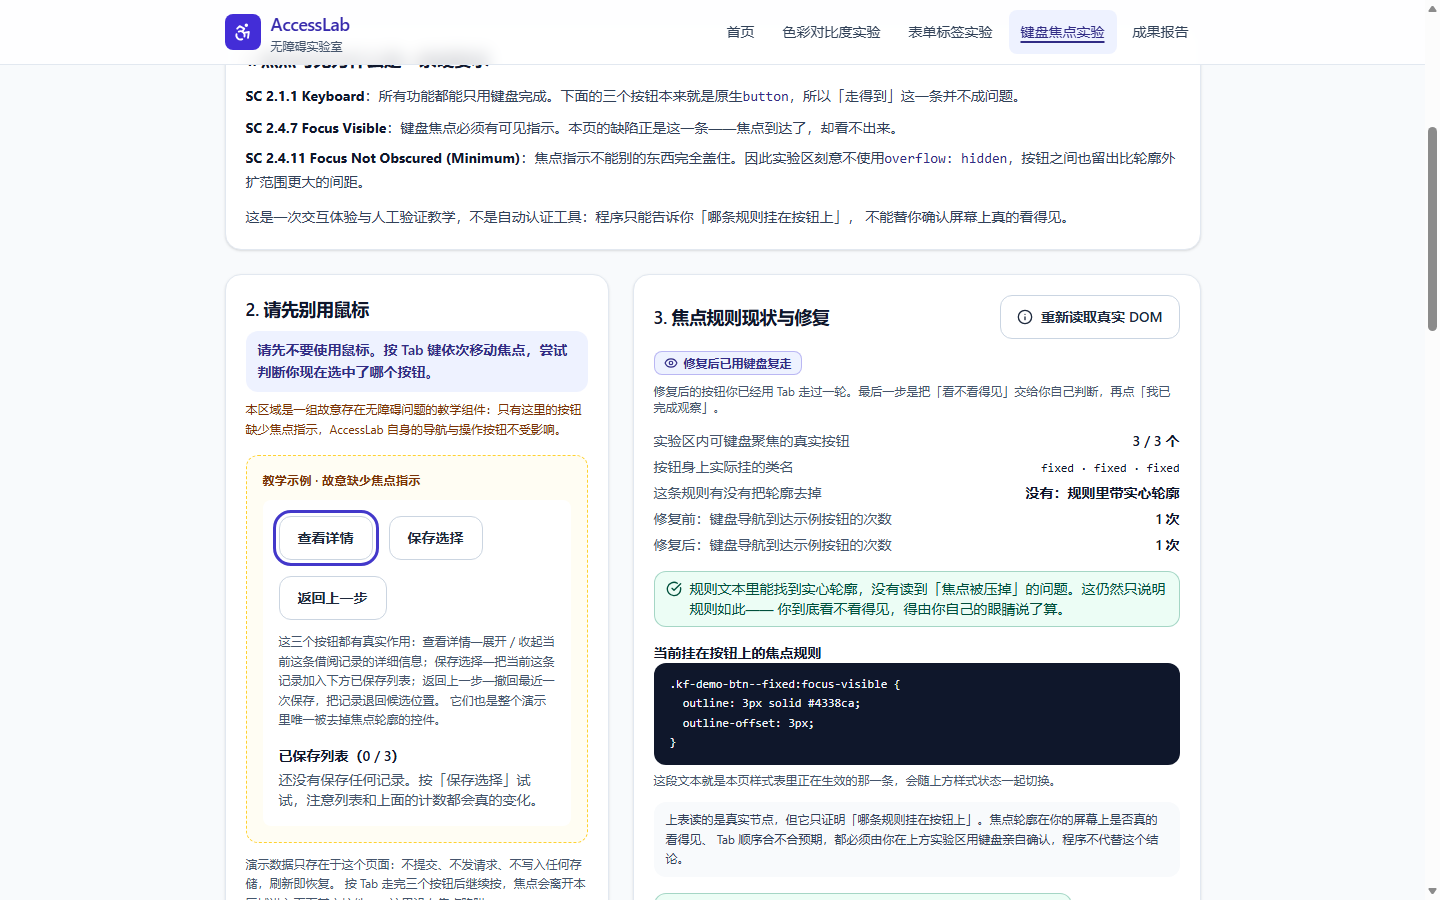 AccessLab
无障碍实验室
首页
色彩对比度实验
表单标签实验
键盘焦点实验
成果报告
SC 2.1.1 Keyboard：所有功能都能只用键盘完成。下面的三个按钮本来就是原生button，所以「走得到」这一条并不成问题。
SC 2.4.7 Focus Visible：键盘焦点必须有可见指示。本页的缺陷正是这一条——焦点到达了，却看不出来。
SC 2.4.11 Focus Not Obscured (Minimum)：焦点指示不能别的东西完全盖住。因此实验区刻意不使用overflow: hidden，按钮之间也留出比轮廓外
扩范围更大的间距。
这是一次交互体验与人工验证教学，不是自动认证工具：程序只能告诉你「哪条规则挂在按钮上」， 不能替你确认屏幕上真的看得见。
2. 请先别用鼠标
请先不要使用鼠标。按 Tab 键依次移动焦点，尝试
判断你现在选中了哪个按钮。
本区域是一组故意存在无障碍问题的教学组件：只有这里的按钮
缺少焦点指示，AccessLab 自身的导航与操作按钮不受影响。
教学示例 · 故意缺少焦点指示
查看详情
保存选择
返回上一步
这三个按钮都有真实作用：查看详情—展开 / 收起当
前这条借阅记录的详细信息；保存选择—把当前这条
记录加入下方已保存列表；返回上一步—撤回最近一
次保存，把记录退回候选位置。 它们也是整个演示
里唯一被去掉焦点轮廓的控件。
已保存列表（0 / 3）
还没有保存任何记录。按「保存选择」试
试，注意列表和上面的计数都会真的变化。
演示数据只存在于这个页面：不提交、不发请求、不写入任何存
储，刷新即恢复。 按 Tab 走完三个按钮后继续按，焦点会离开本
3. 焦点规则现状与修复
重新读取真实 DOM
修复后已用键盘复走
修复后的按钮你已经用 Tab 走过一轮。最后一步是把「看不看得见」交给你自己判断，再点「我已
完成观察」。
实验区内可键盘聚焦的真实按钮
3 / 3 个
按钮身上实际挂的类名
fixed · fixed · fixed
这条规则有没有把轮廓去掉
没有：规则里带实心轮廓
修复前：键盘导航到达示例按钮的次数
1 次
修复后：键盘导航到达示例按钮的次数
1 次
规则文本里能找到实心轮廓，没有读到「焦点被压掉」的问题。这仍然只说明
规则如此—— 你到底看不看得见，得由你自己的眼睛说了算。
当前挂在按钮上的焦点规则
.kf-demo-btn--fixed:focus-visible {
outline: 3px solid #4338ca;
outline-offset: 3px;
}
这段文本就是本页样式表里正在生效的那一条，会随上方样式状态一起切换。
上表读的是真实节点，但它只证明「哪条规则挂在按钮上」。焦点轮廓在你的屏幕上是否真的
看得见、 Tab 顺序合不合预期，都必须由你在上方实验区用键盘亲自确认，程序不代替这个结
论。